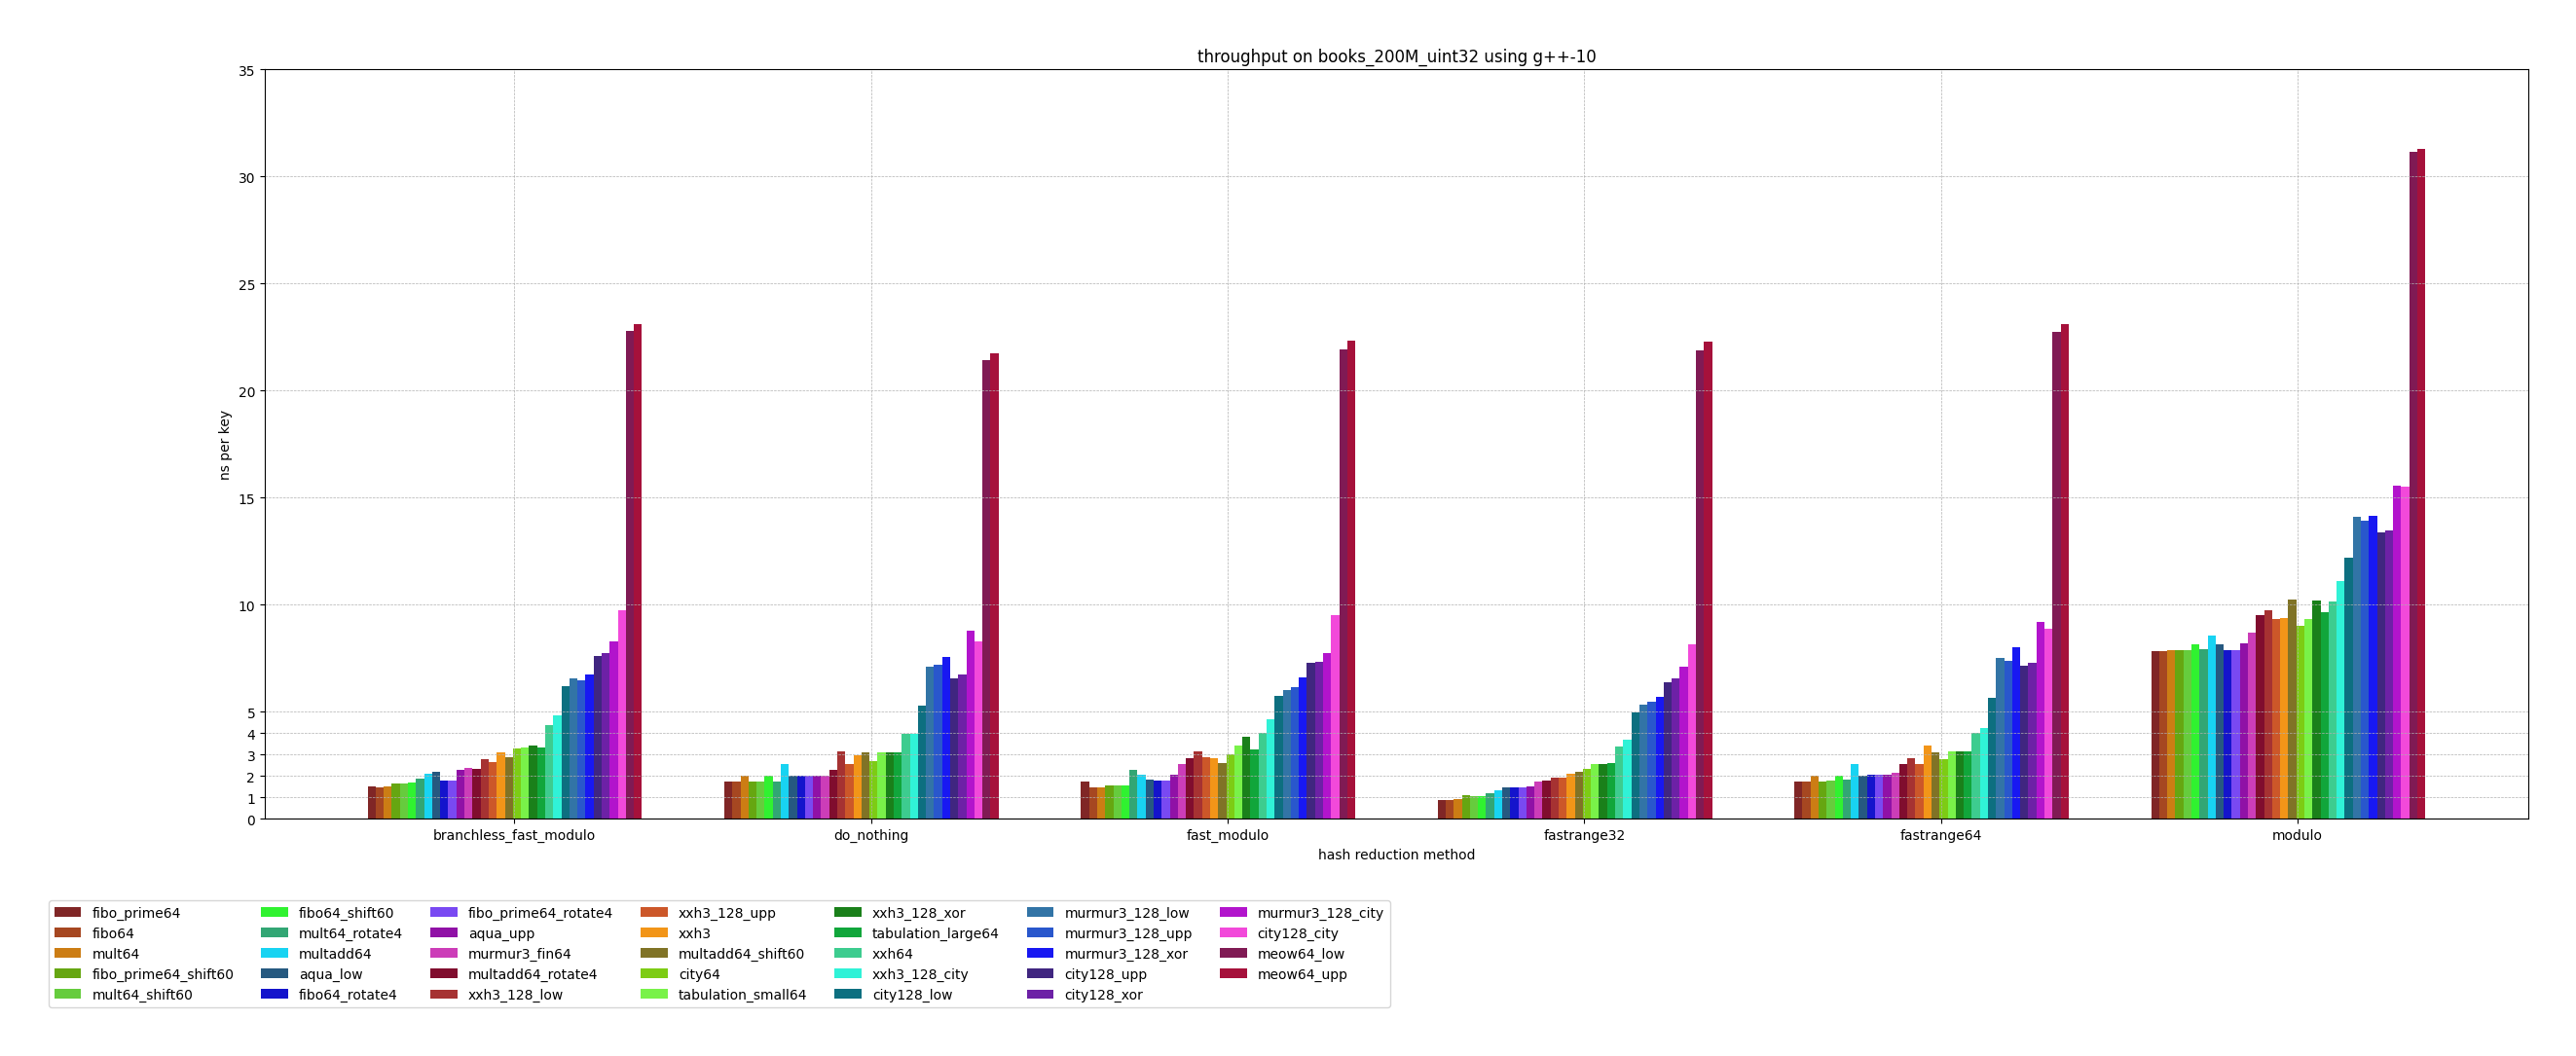 throughput on books_200M_uint32 using g++-10
35
30
25
20
15
10
5
4
3
2
1
0
ns per key
branchless_fast_modulo do_nothing fast_modulo fastrange32 fastrange64 modulo
hash reduction method
fibo_prime64 fibo64_shift60 fibo_prime64_rotate4 xxh3_128_upp xxh3_128_xor murmur3_128_low murmur3_128_city
fibo64 mult64_rotate4 aqua_upp xxh3 tabulation_large64 murmur3_128_upp city128_city
mult64 multadd64 murmur3_fin64 multadd64_shift60 xxh64 murmur3_128_xor meow64_low
fibo_prime64_shift60 aqua_low multadd64_rotate4 city64 xxh3_128_city city128_upp meow64_upp
mult64_shift60 fibo64_rotate4 xxh3_128_low tabulation_small64 city128_low city128_xor